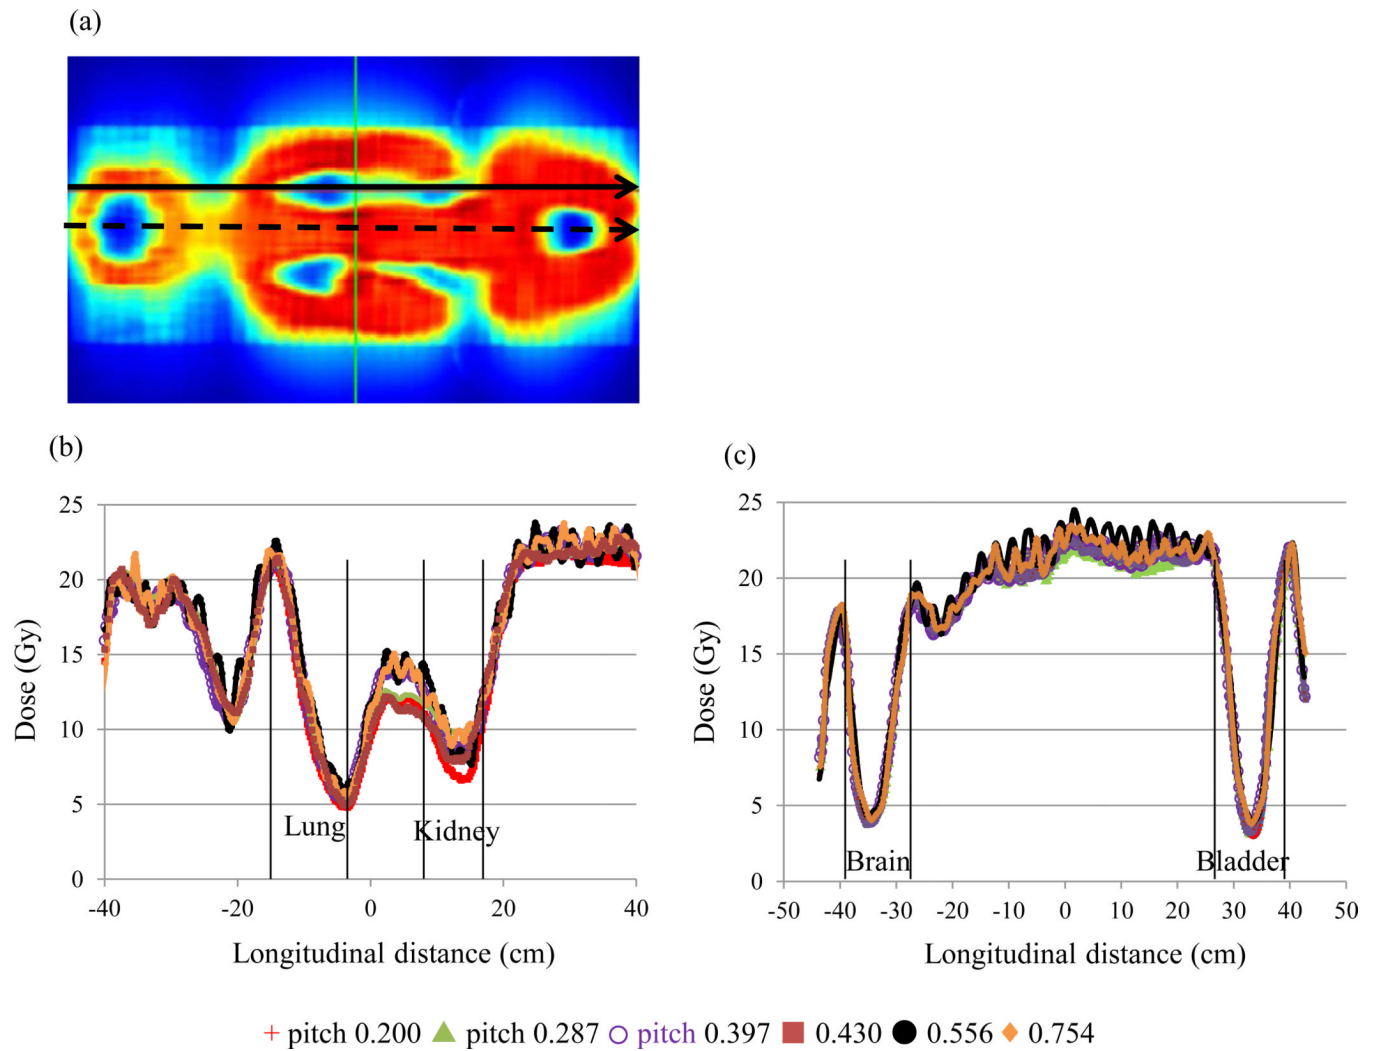 (a)
(b)
25
20
15
10
5
0
Dose (Gy)
Lung
Kidney
-40
-20
0
20
40
Longitudinal distance (cm)
(c)
25
20
15
10
5
0
Dose (Gy)
Brain
Bladder
-50
-40
-30
-20
-10
0
10
20
30
40
50
Longitudinal distance (cm)
pitch 0.200 pitch 0.287 pitch 0.397 0.430 0.556 0.754